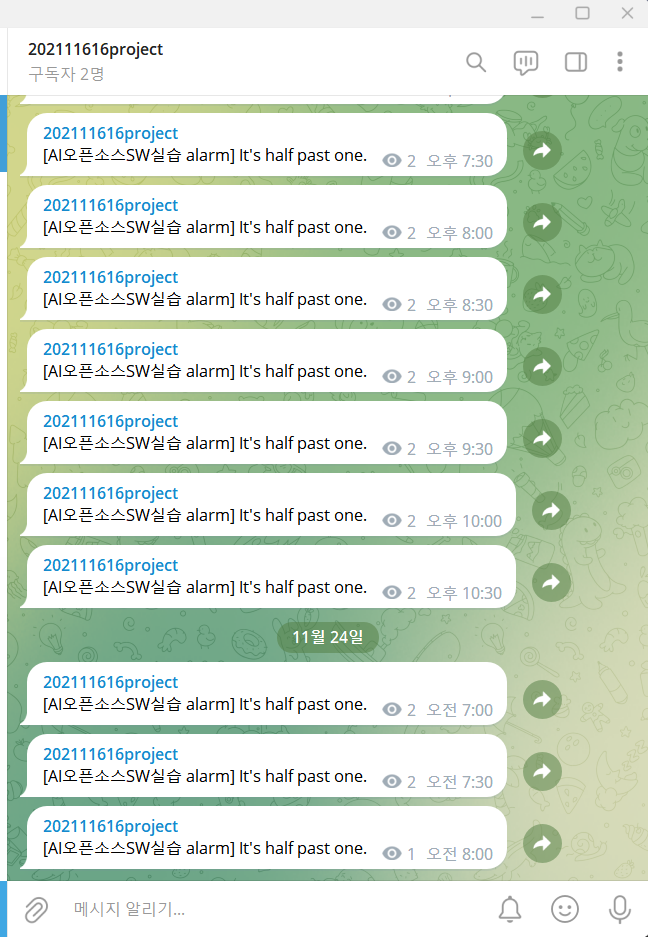 202111616project
구독자 2명
202111616project
[AI오픈소스SW실습 alarm] It's half past one. 2 오후 7:30
202111616project
[AI오픈소스SW실습 alarm] It's half past one. 2 오후 8:00
202111616project
[AI오픈소스SW실습 alarm] It's half past one. 2 오후 8:30
202111616project
[AI오픈소스SW실습 alarm] It's half past one. 2 오후 9:00
202111616project
[AI오픈소스SW실습 alarm] It's half past one. 2 오후 9:30
202111616project
[AI오픈소스SW실습 alarm] It's half past one. 2 오후 10:00
202111616project
[AI오픈소스SW실습 alarm] It's half past one. 2 오후 10:30
11월 24일
202111616project
[AI오픈소스SW실습 alarm] It's half past one. 2 오전 7:00
202111616project
[AI오픈소스SW실습 alarm] It's half past one. 2 오전 7:30
202111616project
[AI오픈소스SW실습 alarm] It's half past one. 1 오전 8:00
메시지 알리기...